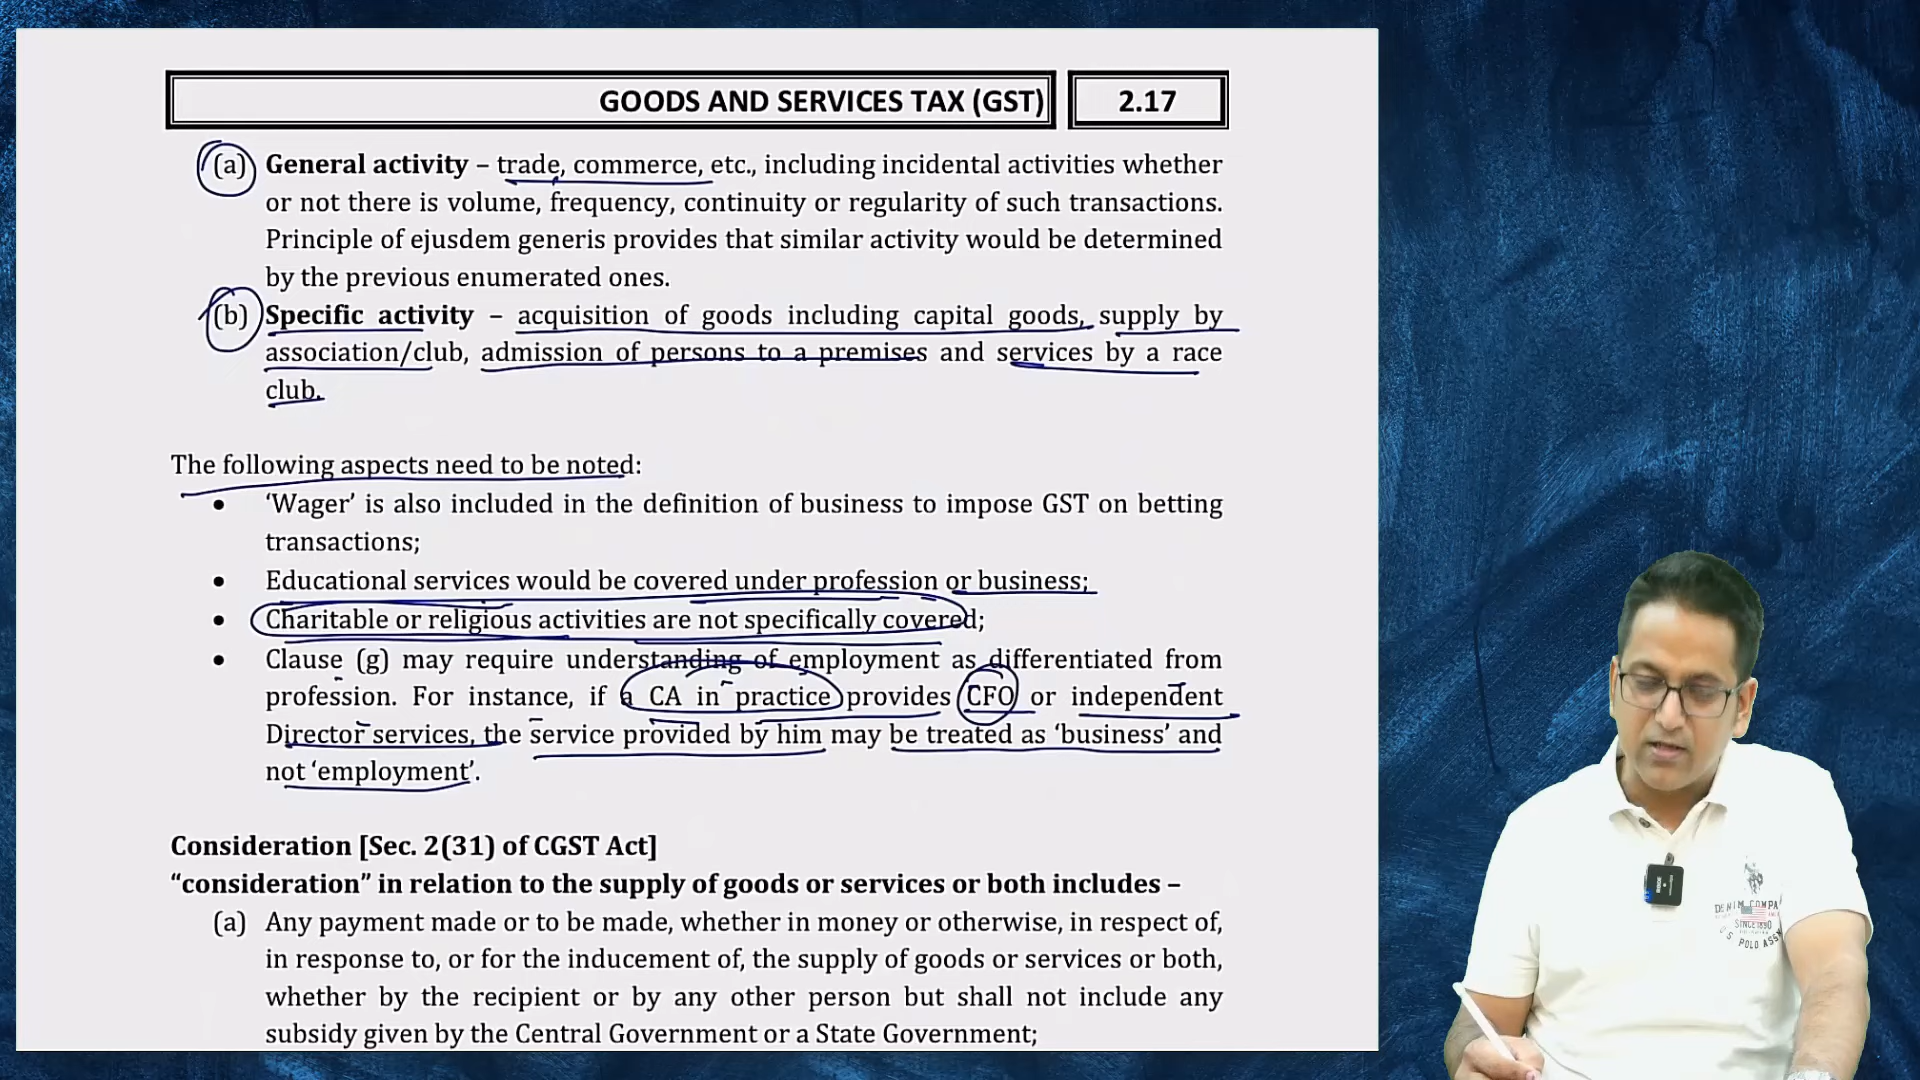 GOODS AND SERVICES TAX (GST) 2.17
(a) General activity – trade, commerce, etc., including incidental activities whether
or not there is volume, frequency, continuity or regularity of such transactions.
Principle of ejusdem generis provides that similar activity would be determined
by the previous enumerated ones.
(b) Specific activity – acquisition of goods including capital goods, supply by
association/club, admission of persons to a premises and services by a race
club.
The following aspects need to be noted:
• ‘Wager’ is also included in the definition of business to impose GST on betting
transactions;
• Educational services would be covered under profession or business;
• Charitable or religious activities are not specifically covered;
• Clause (g) may require understanding of employment as differentiated from
profession. For instance, if a CA in practice provides CFO or independent
Director services, the service provided by him may be treated as ‘business’ and
not ‘employment’.
Consideration [Sec. 2(31) of CGST Act]
“consideration” in relation to the supply of goods or services or both includes –
(a) Any payment made or to be made, whether in money or otherwise, in respect of,
in response to, or for the inducement of, the supply of goods or services or both,
whether by the recipient or by any other person but shall not include any
subsidy given by the Central Government or a State Government;
DENIM COMPA
SINCE 1890
U.S. POLO ASSN